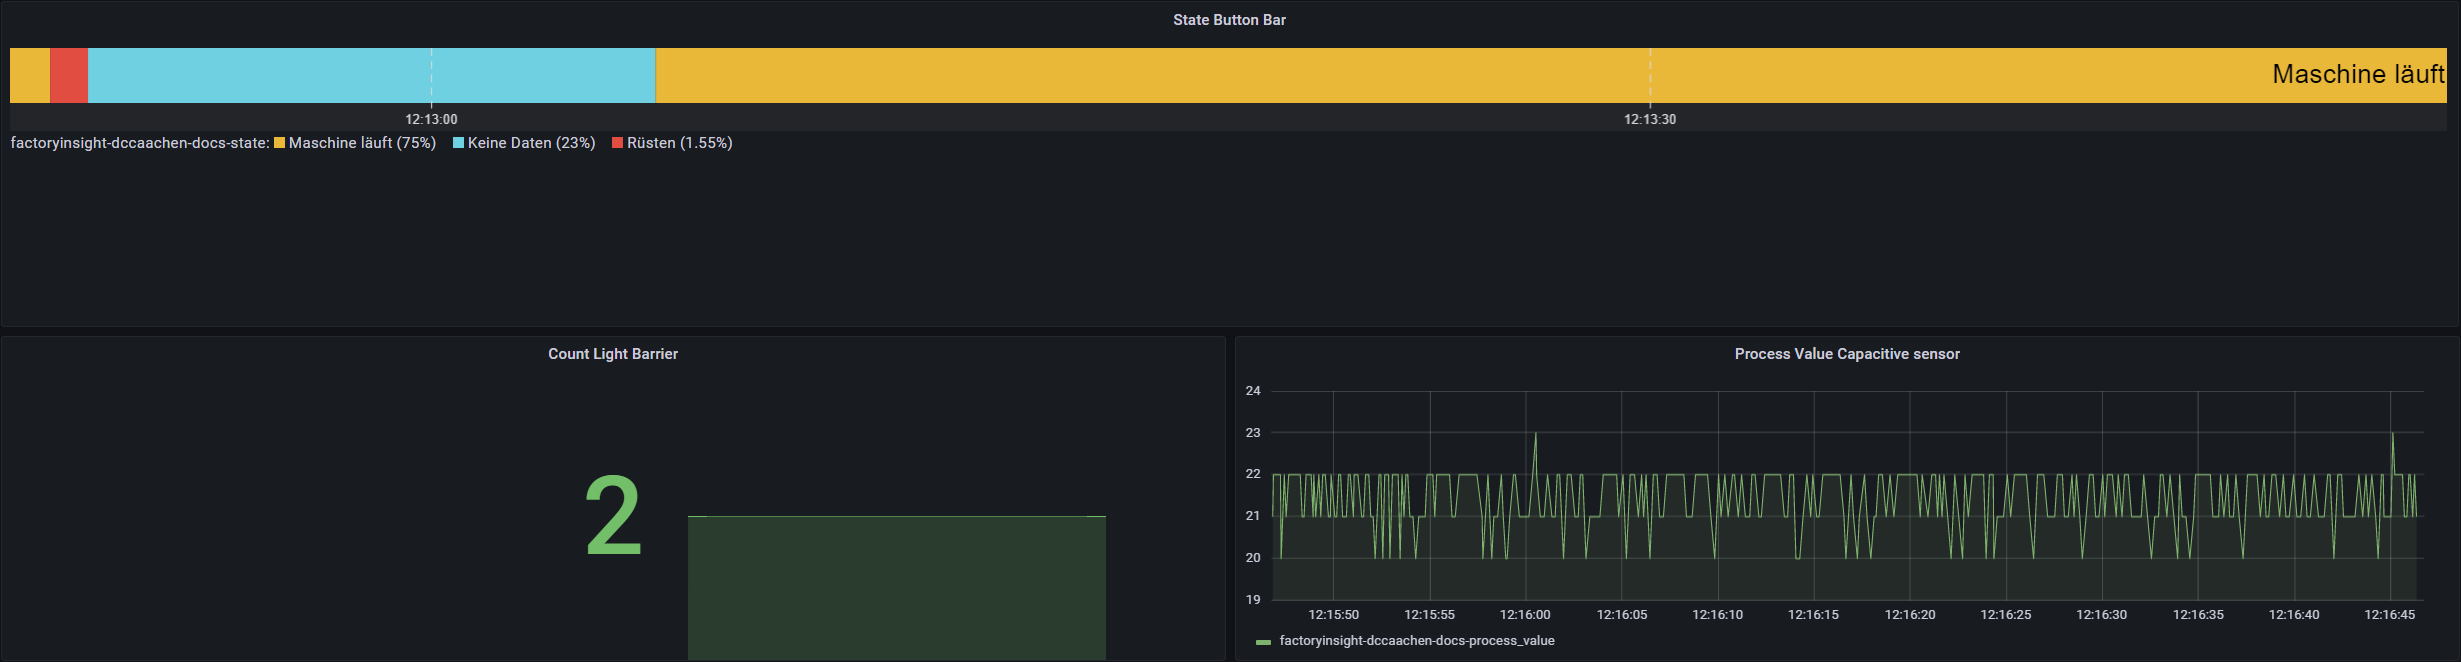 State Button Bar
Maschine läuft
12:13:00 12:13:30
factoryinsight-dccaachen-docs-state: Maschine läuft (75%) Keine Daten (23%) Rüsten (1.55%)
Count Light Barrier
2
Process Value Capacitive sensor
24
23
22
21
20
19
12:15:50 12:15:55 12:16:00 12:16:05 12:16:10 12:16:15 12:16:20 12:16:25 12:16:30 12:16:35 12:16:40 12:16:45
factoryinsight-dccaachen-docs-process_value